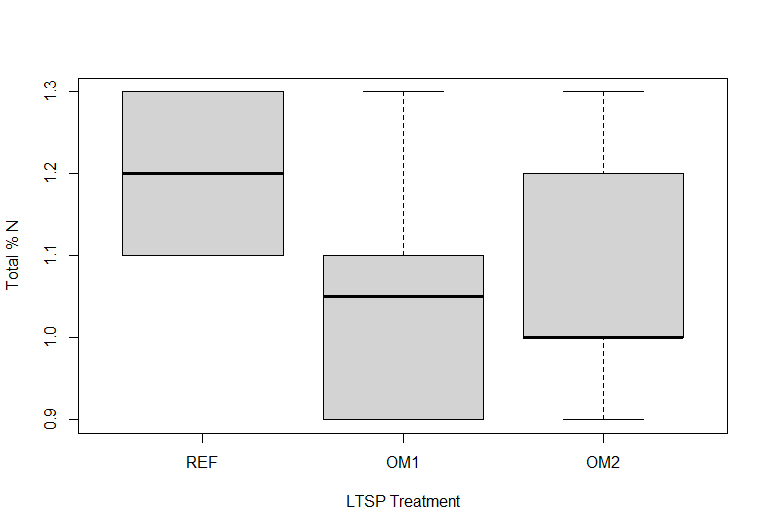 Total % N
1.3
1.2
1.1
1.0
0.9
REF OM1 OM2
LTSP Treatment